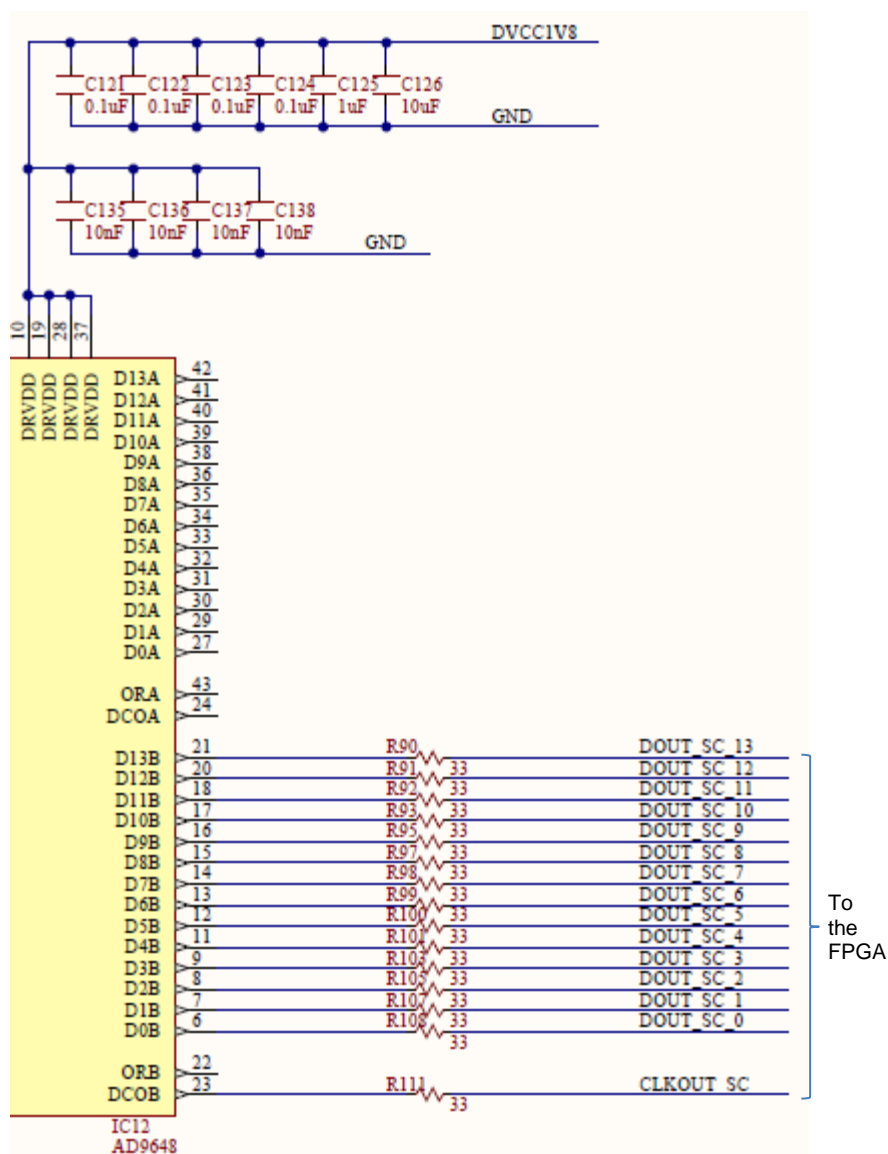 DVCC1V8
C121 C122 C123 C124 C125 C126
0.1uF 0.1uF 0.1uF 0.1uF 1uF 10uF
GND
C135 C136 C137 C138
10nF 10nF 10nF 10nF
GND
10 19 28 37
DRVDD DRVDD DRVDD DRVDD
D13A 42
D12A 41
D11A 40
D10A 39
D9A 38
D8A 36
D7A 35
D6A 34
D5A 33
D4A 32
D3A 31
D2A 30
D1A 29
D0A 27
ORA 43
DCOA 24
D13B 21 R90 33 DOUT_SC_13
D12B 20 R91 33 DOUT_SC_12
D11B 18 R92 33 DOUT_SC_11
D10B 17 R93 33 DOUT_SC_10
D9B 16 R95 33 DOUT_SC_9
D8B 15 R97 33 DOUT_SC_8
D7B 14 R98 33 DOUT_SC_7
D6B 13 R99 33 DOUT_SC_6
D5B 12 R100 33 DOUT_SC_5
D4B 11 R101 33 DOUT_SC_4
D3B 9 R103 33 DOUT_SC_3
D2B 8 R105 33 DOUT_SC_2
D1B 7 R107 33 DOUT_SC_1
D0B 6 R108 33 DOUT_SC_0
ORB 22
DCOB 23 R111 33 CLKOUT_SC
To
the
FPGA
IC12
AD9648